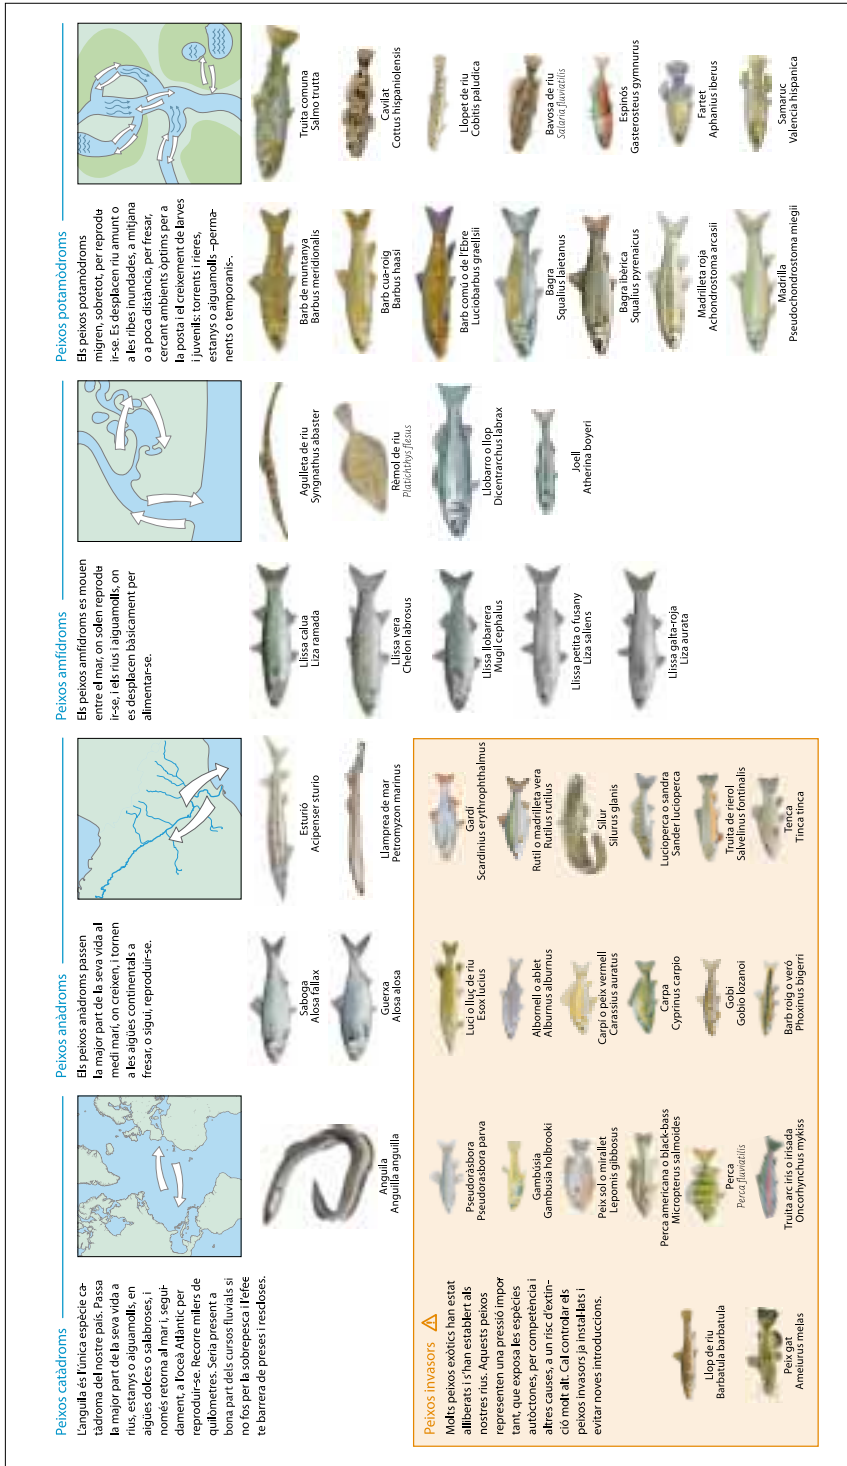 Peixos catàdroms
L'anguila és l'única espècie ca-
tàdroma del nostre país. Passa
la major part de la seva vida a
rius, estanys o aiguamolls, en
aigües dolces o salabroses, i
només retorna al mar i, segui-
dament, a l'oceà Atlàntic per
reproduir-se. Recorre milers de
quilòmetres. Seria present a
bona part dels cursos fluvials si
no fos per la sobrepesca i l'efec
te barrera de preses i rescloses.
Anguila
Anguilla anguilla
Peixos anàdroms
Els peixos anàdroms passen
la major part de la seva vida al
medi marí, on creixen, i tornen
a les aigües continentals a
fresar, o sigui, reproduir-se.
Saboga
Alosa fallax
Guerxa
Alosa alosa
Esturió
Acipenser sturio
Llamprea de mar
Petromyzon marinus
Peixos amfídroms
Els peixos amfídroms es mouen
entre el mar, on solen reprodu
ir-se, i els rius i aiguamolls, on
es desplacen bàsicament per
alimentar-se.
Llissa calua
Liza ramada
Llissa vera
Chelon labrosus
Llissa llobarrera
Mugil cephalus
Llissa petita o fusany
Liza saliens
Llissa galta-roja
Liza aurata
Agulleta de riu
Syngnathus abaster
Rèmol de riu
Platichthys flesus
Llobarro o llop
Dicentrarchus labrax
Joell
Atherina boyeri
Peixos potamòdroms
Els peixos potamòdroms
migren, sobretot, per reprodu
ir-se. Es desplacen riu amunt o
a les ribes inundades, a mitjana
o a poca distància, per fresar,
cercant ambients òptims per a
la posta i el creixement de larves
i juvenils: torrents i rieres,
estanys o aiguamolls –perma-
nents o temporanis–.
Barb de muntanya
Barbus meridionalis
Barb cua-roig
Barbus haasi
Barb comú o de l'Ebre
Luciobarbus graelisii
Bagra
Squalius laietanus
Bagra ibèrica
Squalius pyrenaicus
Madrilleta roja
Achondrostoma arcasii
Madrilla
Pseudochondrostoma miegii
Truita comuna
Salmo trutta
Cavilat
Cottus hispaniolensis
Llopet de riu
Cobitis paludica
Bavosa de riu
Salaria fluviatilis
Espinós
Gasterosteus gymnurus
Fartet
Aphanius iberus
Samaruc
Valencia hispanica
Peixos invasors
Molts peixos exòtics han estat
alliberats i s'han establert als
nostres rius. Aquests peixos
representen una pressió impor
tant, que exposa les espècies
autòctones, per competència i
altres causes, a un risc d'extin-
ció molt alt. Cal controlar els
peixos invasors ja instal·lats i
evitar noves introduccions.
Llop de riu
Barbatula barbatula
Peix gat
Ameiurus melas
Pseudoràsbora
Pseudorasbora parva
Gambúsia
Gambusia holbrooki
Peix sol o mirallet
Lepomis gibbosus
Perca americana o black-bass
Micropterus salmoides
Perca
Perca fluviatilis
Truita arc iris o irisada
Oncorhynchus mykiss
Luci o lluç de riu
Esox lucius
Albornell o ablet
Alburnus alburnus
Carpí o peix vermell
Carassius auratus
Carpa
Cyprinus carpio
Gobi
Gobio lozanoi
Barb roig o veró
Phoxinus bigerri
Gardí
Scardinius erythrophthalmus
Rutil o madrilleta vera
Rutilus rutilus
Silur
Silurus glanis
Lucioperca o sandra
Sander lucioperca
Truita de rierol
Salvelinus fontinalis
Tenca
Tinca tinca